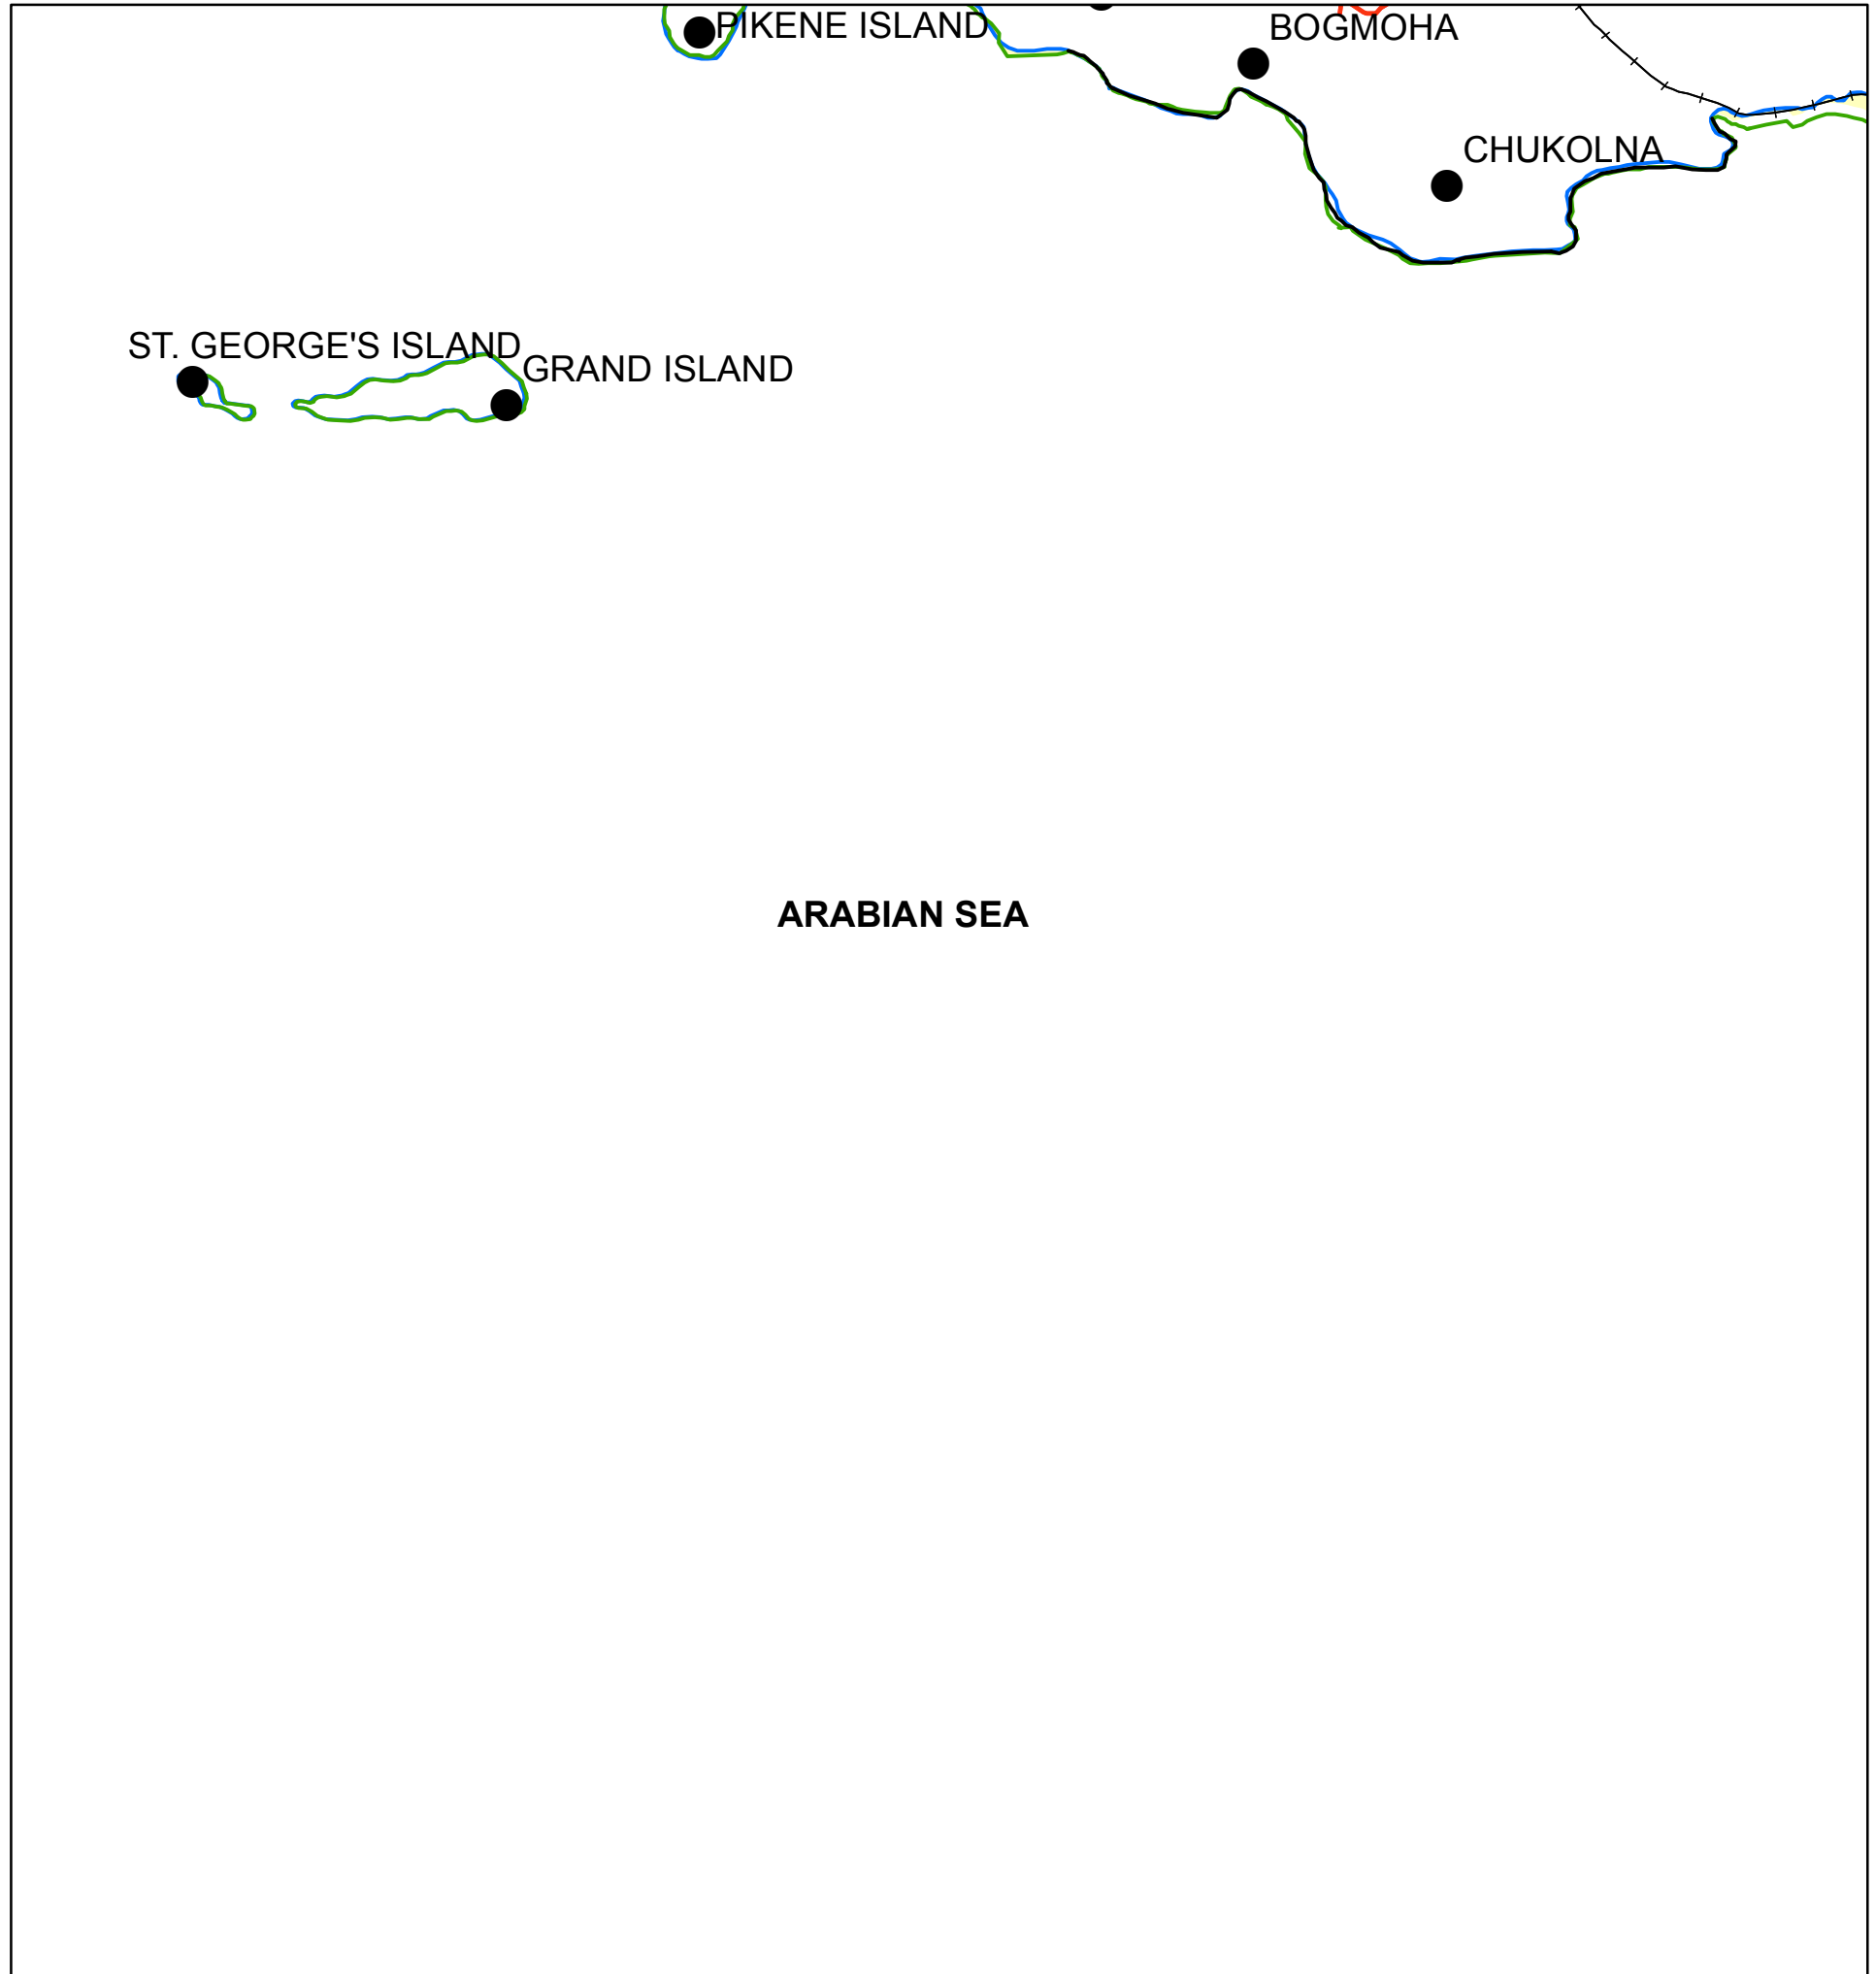 PIKENE ISLAND
BOGMOHA
CHUKOLNA
ST. GEORGE'S ISLAND
GRAND ISLAND
ARABIAN SEA